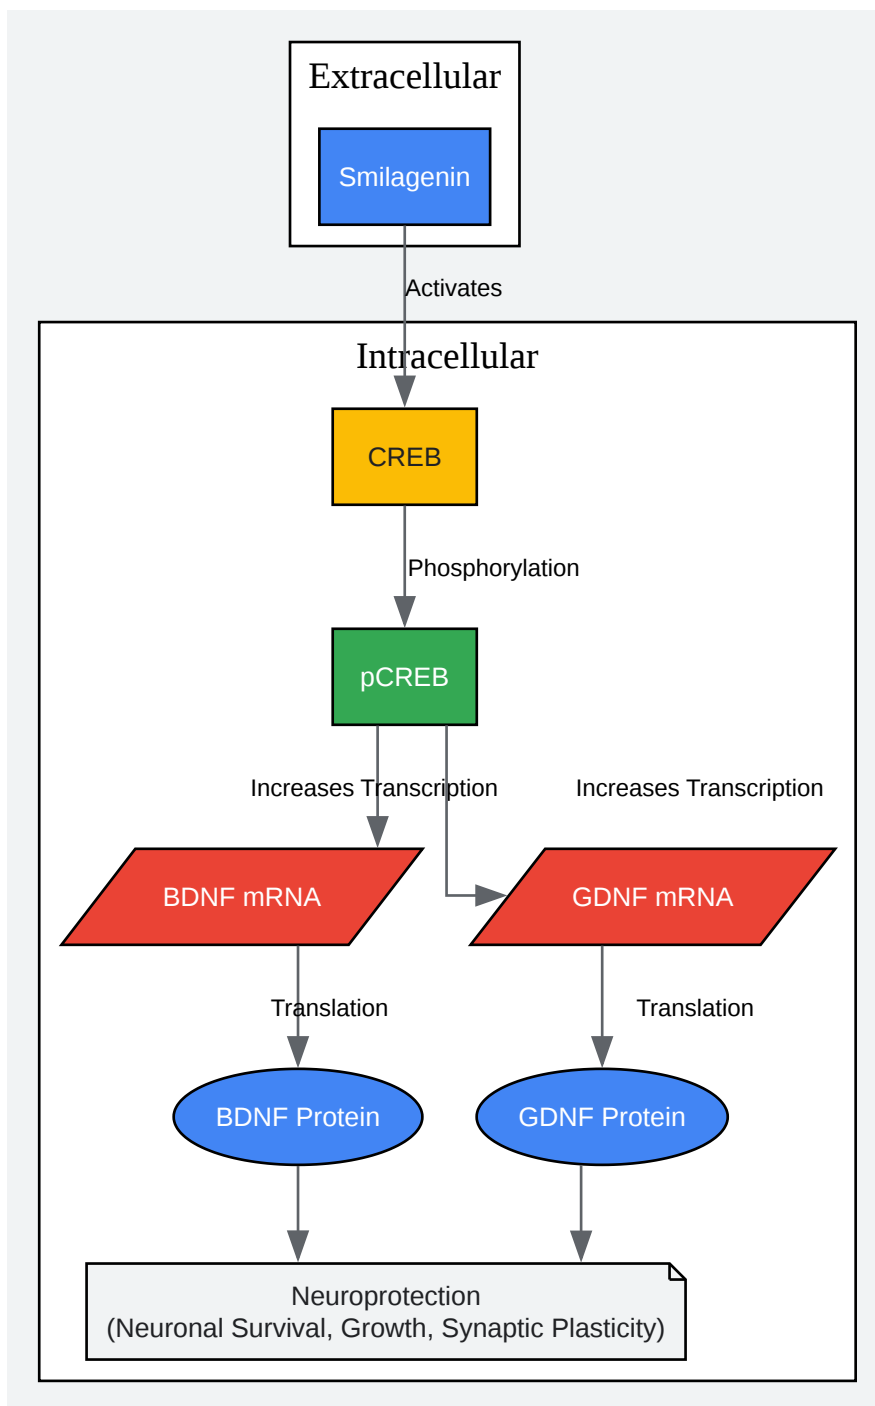 Extracellular
Smilagenin
Activates
Intracellular
CREB
Phosphorylation
pCREB
Increases Transcription
Increases Transcription
BDNF mRNA
GDNF mRNA
Translation
Translation
BDNF Protein
GDNF Protein
Neuroprotection
(Neuronal Survival, Growth, Synaptic Plasticity)